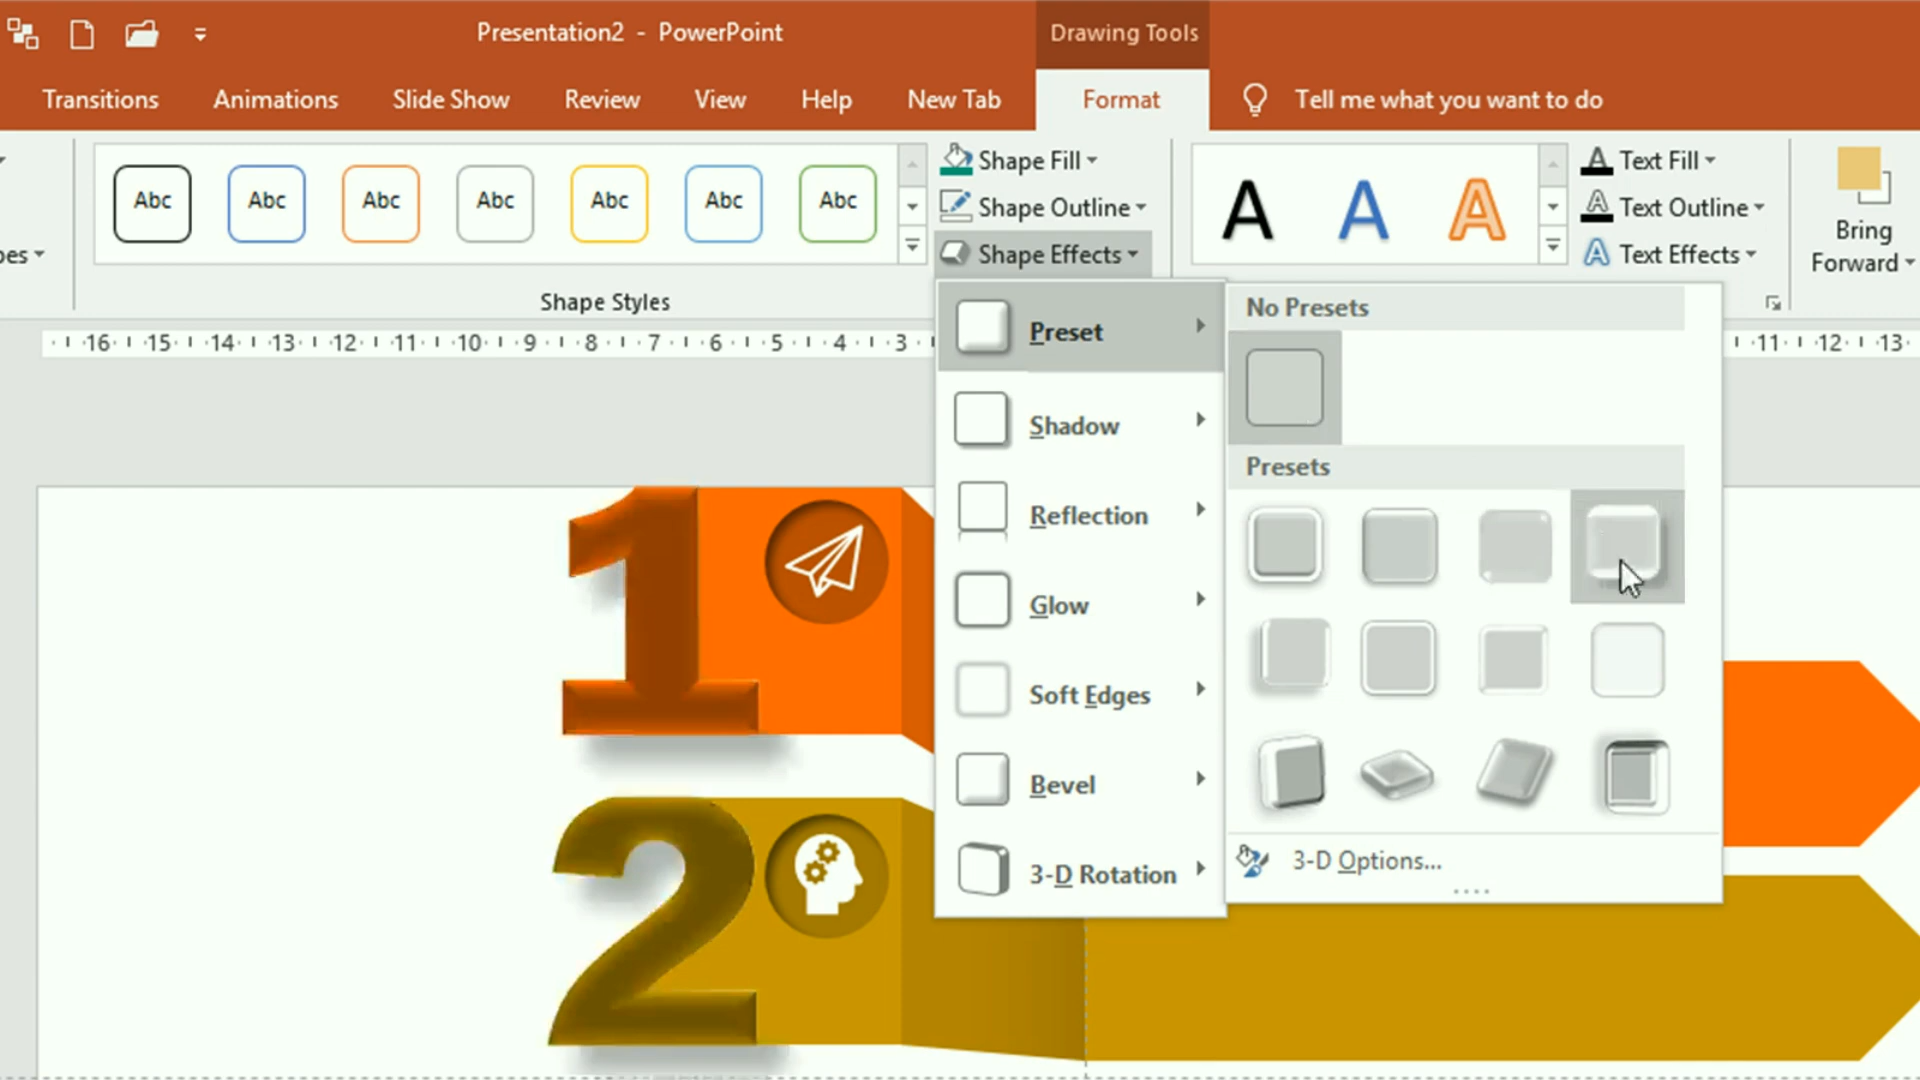 Presentation2 - PowerPoint
Drawing Tools
Transitions Animations Slide Show Review View Help New Tab Format Tell me what you want to do
Abc Abc Abc Abc Abc Abc Abc
Shape Fill
Shape Outline
Shape Effects
A A A
Text Fill
Text Outline
Text Effects
Bring
Forward
Shape Styles
16 15 14 13 12 11 10 9 8 7 6 5 4 3
11 12 13
Preset
Shadow
Reflection
Glow
Soft Edges
Bevel
3-D Rotation
No Presets
Presets
3-D Options...
1
2